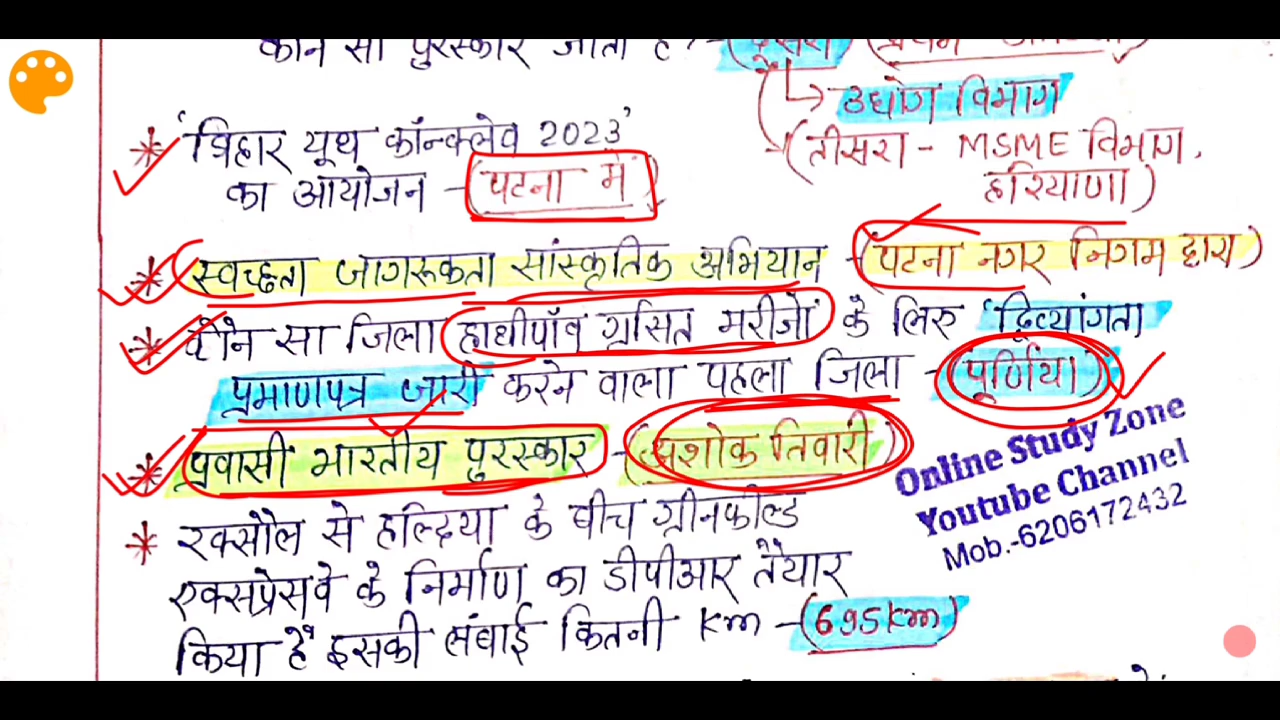 कौन सा पुरस्कार जाता है? - (दूसरा)
↳ उद्योग विभाग
(तीसरा - MSME विभाग,
हरियाणा)
* 'बिहार यूथ कॉन्क्लेव 2023'
का आयोजन - (पटना में)
* स्वच्छता जागरूकता सांस्कृतिक अभियान - (पटना नगर निगम द्वारा)
* कौन सा जिला हाथीपाँव ग्रसित मरीजों के लिए 'दिव्यांगता
प्रमाणपत्र जारी करने वाला पहला जिला - (पूर्णिया)
* प्रवासी भारतीय पुरस्कार - (अशोक तिवारी)
* रक्सौल से हल्दिया के बीच ग्रीनफील्ड
एक्सप्रेसवे के निर्माण का डीपीआर तैयार
किया है इसकी लंबाई कितनी Km - (695km)
Online Study Zone
Youtube Channel
Mob.-6206172432